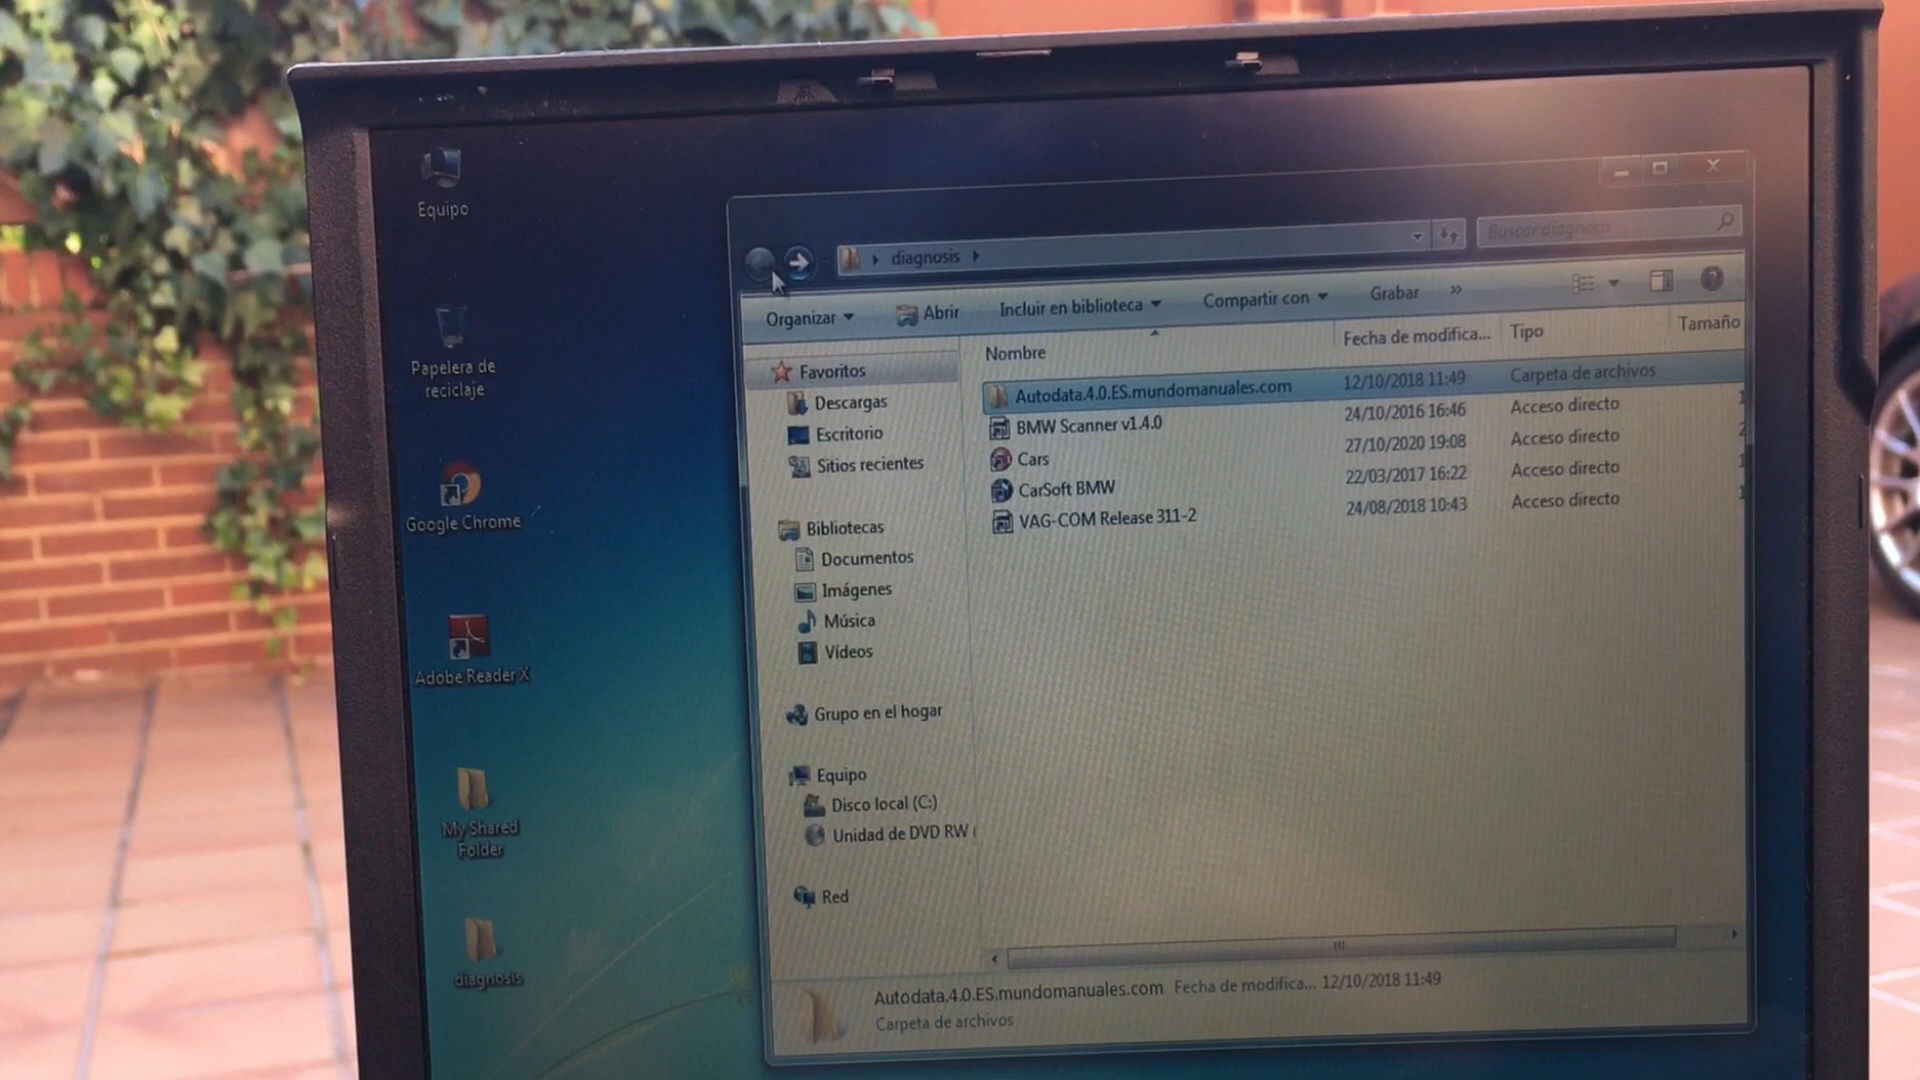 Equipo
Papelera de
reciclaje
Google Chrome
Adobe Reader X
My Shared
Folder
diagnosis
diagnosis
Buscar diagnosis
Organizar
Abrir
Incluir en biblioteca
Compartir con
Grabar
»
Nombre
Fecha de modifica...
Tipo
Tamaño
Autodata.4.0.ES.mundomanuales.com 12/10/2018 11:49 Carpeta de archivos
BMW Scanner v1.4.0 24/10/2016 16:46 Acceso directo
Cars 27/10/2020 19:08 Acceso directo
CarSoft BMW 22/03/2017 16:22 Acceso directo
VAG-COM Release 311-2 24/08/2018 10:43 Acceso directo
Favoritos
Descargas
Escritorio
Sitios recientes
Bibliotecas
Documentos
Imágenes
Música
Vídeos
Grupo en el hogar
Equipo
Disco local (C:)
Unidad de DVD RW
Red
Autodata.4.0.ES.mundomanuales.com Fecha de modifica... 12/10/2018 11:49
Carpeta de archivos